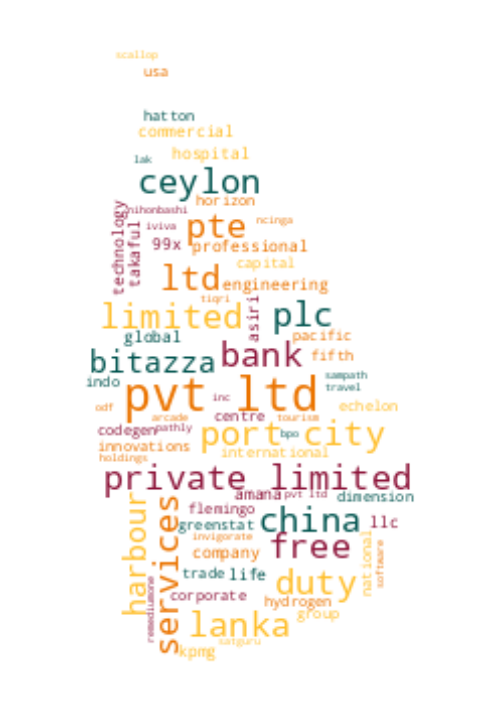 scallop
usa
hatton
commercial
hospital
lak
ceylon
horizon
nihonbashi
technology
takaful
iviva
pte
ncinga
99x
professional
capital
ltd
engineering
tiqri
limited
asiri
plc
global
pacific
bitazza
bank
fifth
indo
sampath
travel
pvt ltd
inc
odf
arcade
centre
tourism
echelon
codegen
pathly
port city
bpo
innovations
international
holdings
private limited
amana
pvt ltd
dimension
harbour
services
flemingo
greenstat
china
llc
invigorate
free
company
national
software
trade
life
duty
remediumone
corporate
hydrogen
group
lanka
satguru
kpmg